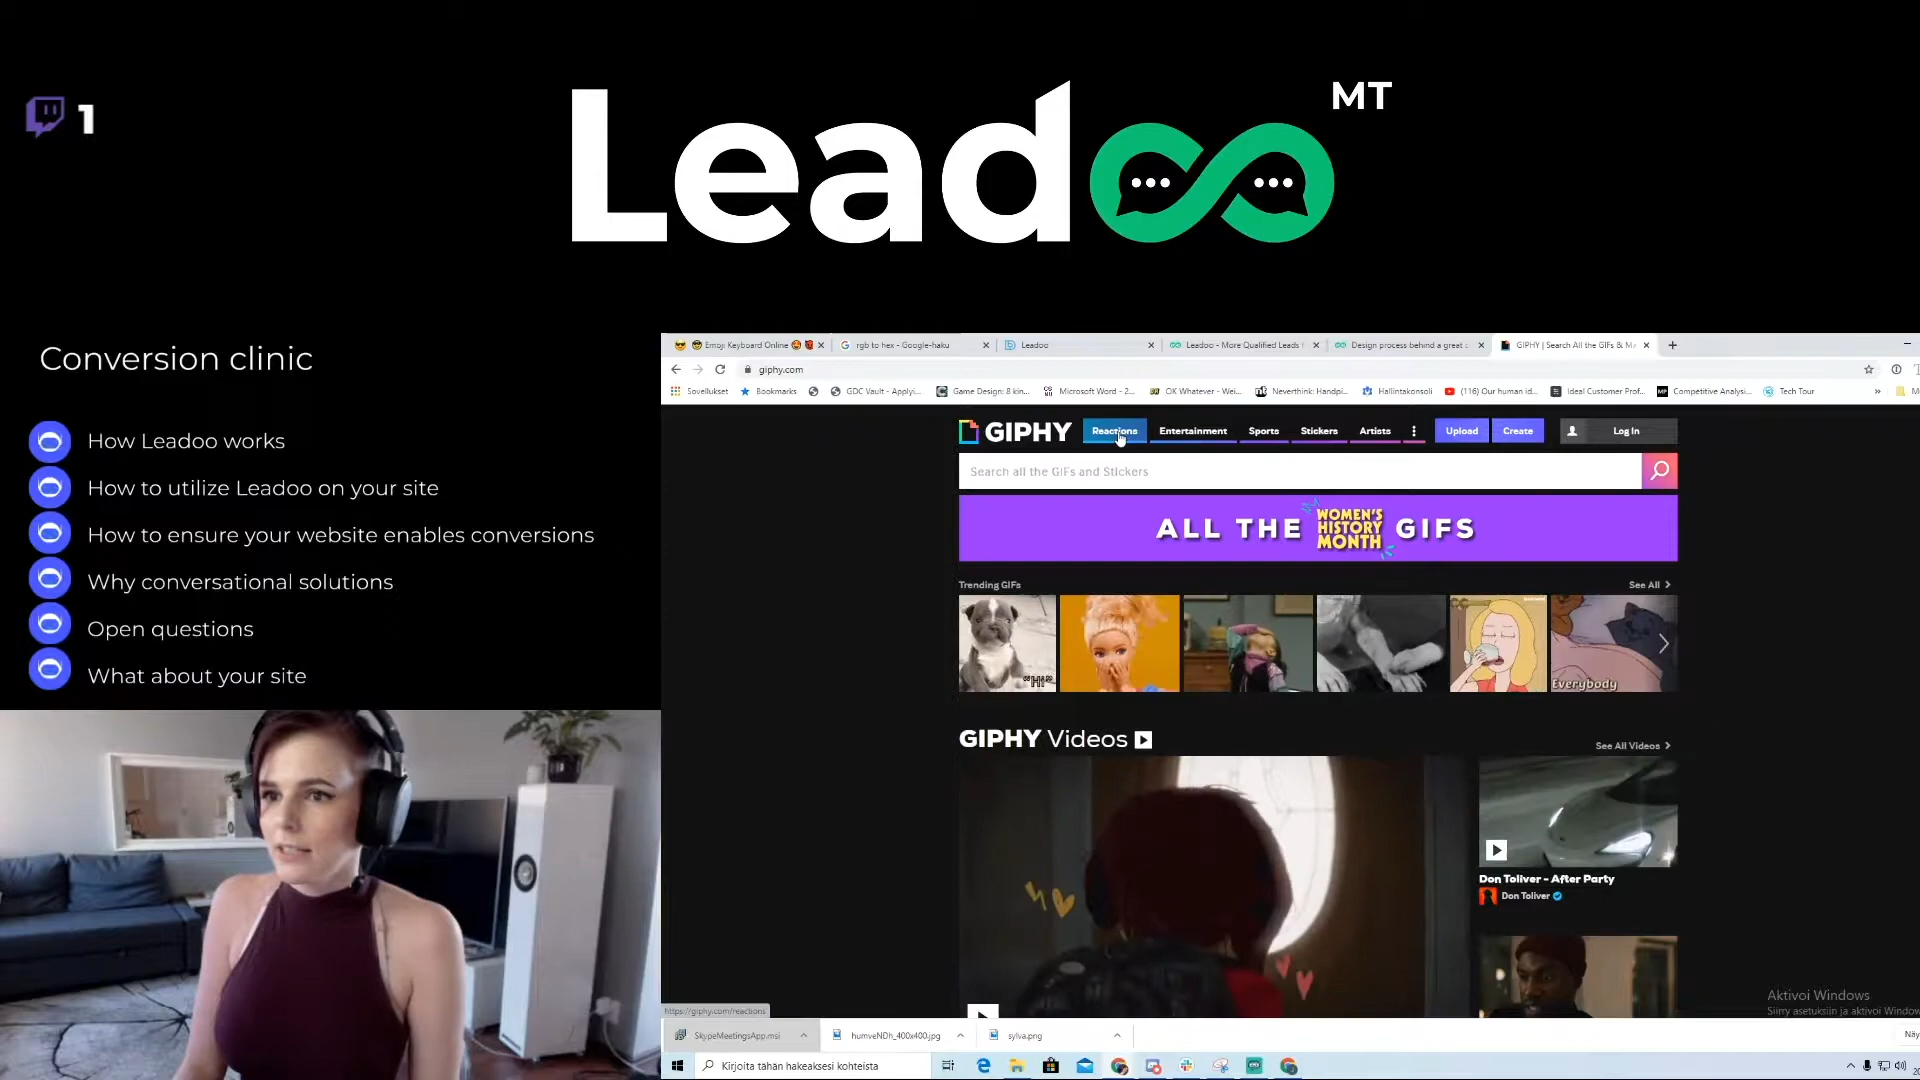 1
Leadoo MT
Conversion clinic
How Leadoo works
How to utilize Leadoo on your site
How to ensure your website enables conversions
Why conversational solutions
Open questions
What about your site
Emoji Keyboard Online
rgb to hex - Google-haku
Leadoo
Leadoo - More Qualified Leads
Design process behind a great
GIPHY | Search All the GIFs & M
giphy.com
Sovellukset
Bookmarks
GDC Vault - Applyi...
Game Design: 8 kin...
Microsoft Word - 2...
OK Whatever - Wei...
Neverthink: Handpi...
Hallintakonsoli
(116) Our human id...
Ideal Customer Prof...
Competitive Analysi...
Tech Tour
GIPHY
Reactions
Entertainment
Sports
Stickers
Artists
Upload
Create
Log In
Search all the GIFs and Stickers
ALL THE WOMEN'S HISTORY MONTH GIFS
Trending GIFs
See All
"Hi"
Everybody
GIPHY Videos
See All Videos
Don Toliver - After Party
Don Toliver
Aktivoi Windows
Siirry asetuksiin ja aktivoi Window
https://giphy.com/reactions
SkypeMeetingsApp.msi
humveNDh_400x400.jpg
sylva.png
Näy
Kirjoita tähän hakeaksesi kohteista